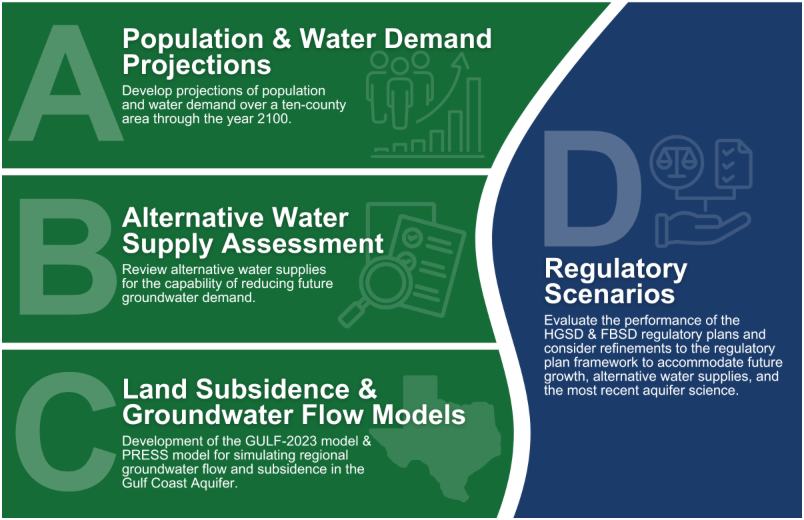 A
Population & Water Demand
Projections
Develop projections of population
and water demand over a ten-county
area through the year 2100.
B
Alternative Water
Supply Assessment
Review alternative water supplies
for the capability of reducing future
groundwater demand.
C
Land Subsidence &
Groundwater Flow Models
Development of the GULF-2023 model &
PRESS model for simulating regional
groundwater flow and subsidence in the
Gulf Coast Aquifer.
D
Regulatory
Scenarios
Evaluate the performance of the
HGSD & FBSD regulatory plans and
consider refinements to the regulatory
plan framework to accommodate future
growth, alternative water supplies, and
the most recent aquifer science.